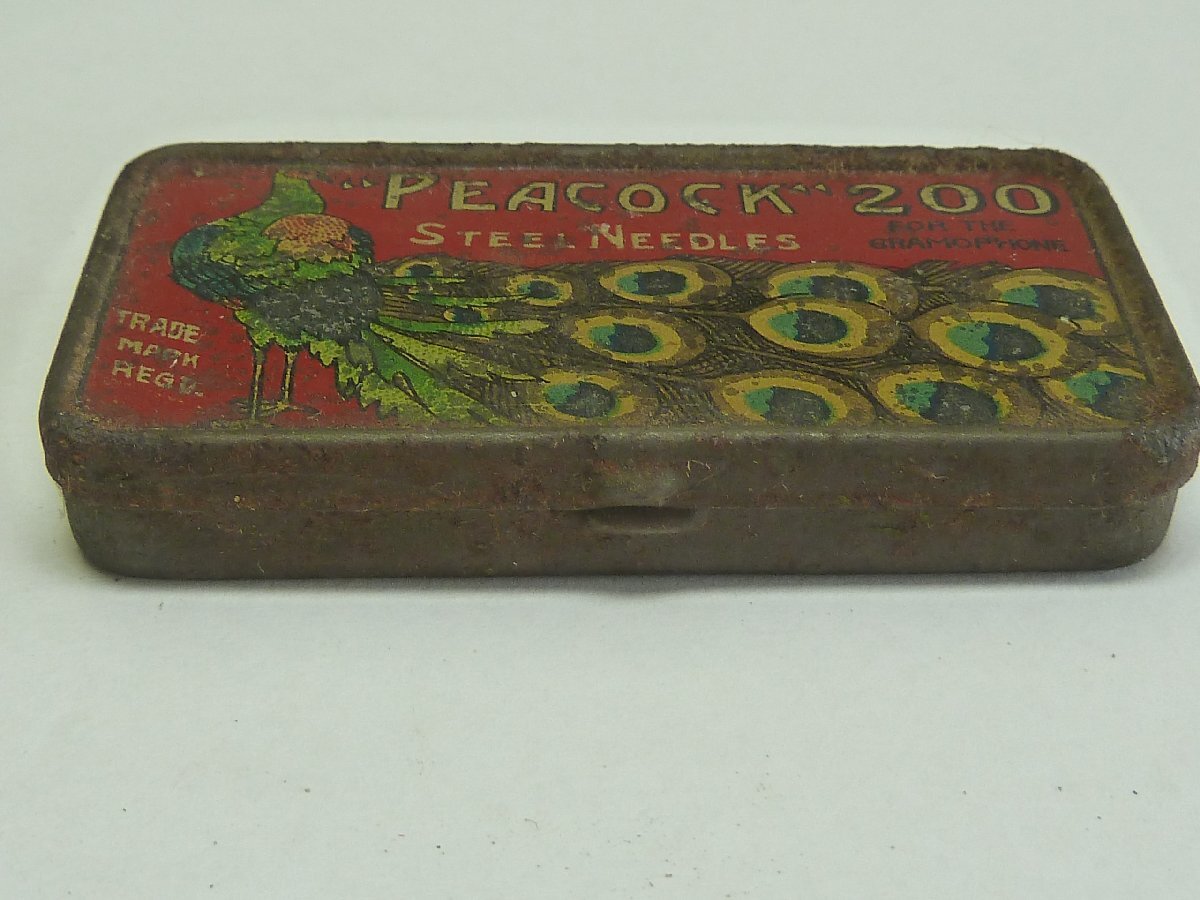 "PEACOCK" 200
STEEL NEEDLES
FOR THE
GRAMOPHONE
TRADE
MARK
REGD.